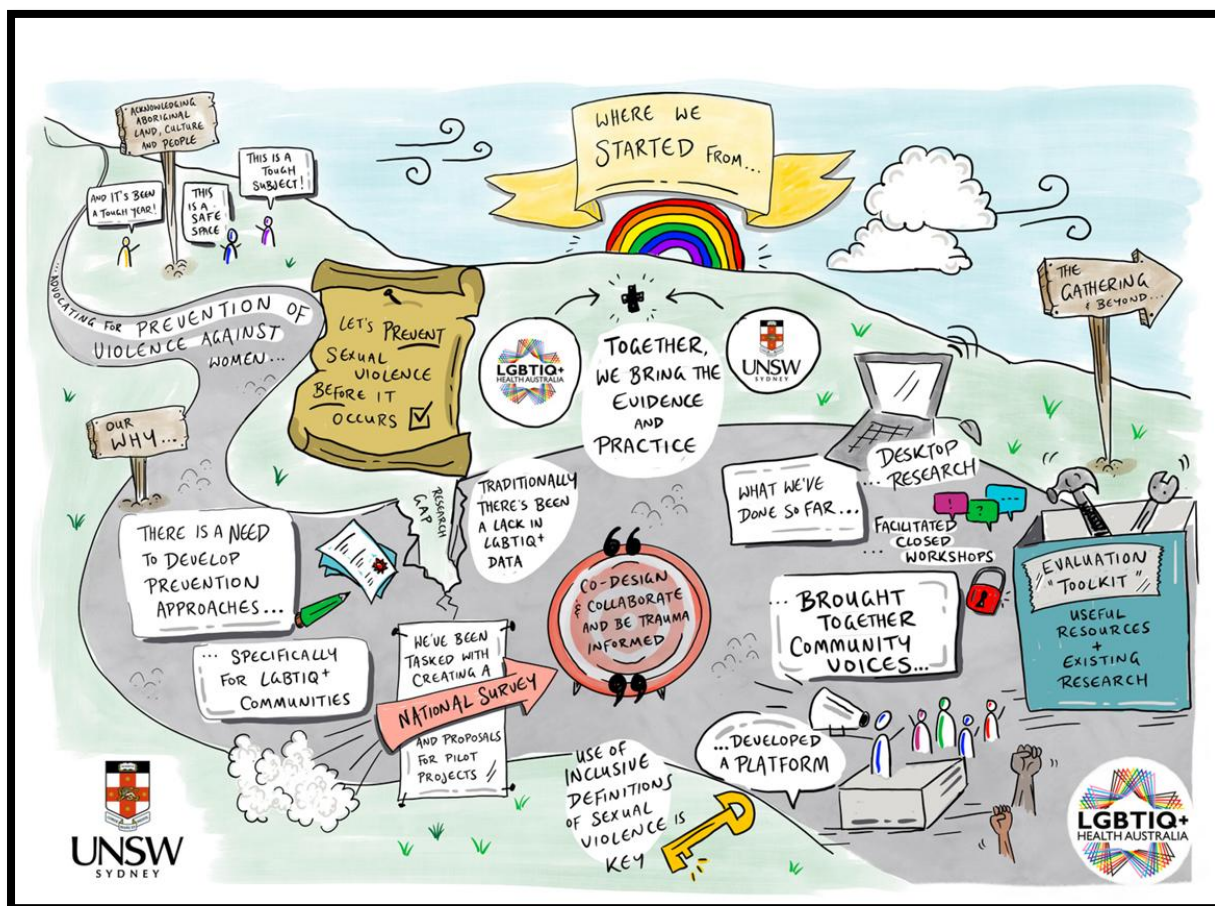 WHERE WE
STARTED FROM...
ACKNOWLEDGING
ABORIGINAL
LAND, CULTURE
AND PEOPLE
AND IT'S BEEN
A TOUGH YEAR!
THIS
IS A
SAFE
SPACE
THIS IS A
TOUGH
SUBJECT!
...ADVOCATING FOR PREVENTION OF
VIOLENCE AGAINST
WOMEN...
OUR
WHY...
LET'S PREVENT
SEXUAL
VIOLENCE
BEFORE IT
OCCURS
LGBTIQ+
HEALTH AUSTRALIA
+
UNSW
SYDNEY
TOGETHER,
WE BRING THE
EVIDENCE
AND
PRACTICE
THE
GATHERING
& BEYOND...
THERE IS A NEED
TO DEVELOP
PREVENTION
APPROACHES...
... SPECIFICALLY
FOR LGBTIQ+
COMMUNITIES
RESEARCH
GAP
TRADITIONALLY
THERE'S BEEN
A LACK IN
LGBTIQ+
DATA
WE'VE BEEN
TASKED WITH
CREATING A
NATIONAL SURVEY
AND PROPOSALS
FOR PILOT
PROJECTS
"
CO-DESIGN
& COLLABORATE
AND BE TRAUMA
INFORMED
"
USE OF
INCLUSIVE
DEFINITIONS
OF SEXUAL
VIOLENCE IS
KEY
WHAT WE'VE
DONE SO FAR...
... DESKTOP
RESEARCH
! ? ...
FACILITATED
CLOSED
... WORKSHOPS
... BROUGHT
TOGETHER
COMMUNITY
VOICES...
...DEVELOPED
A PLATFORM
EVALUATION
"TOOLKIT"
USEFUL
RESOURCES
+
EXISTING
RESEARCH
UNSW
SYDNEY
LGBTIQ+
HEALTH AUSTRALIA